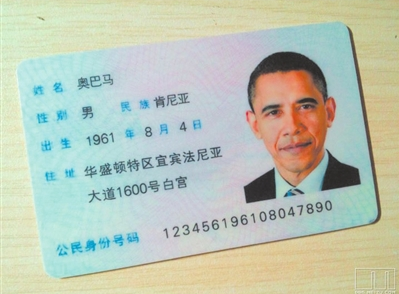 姓名 奥巴马
性别 男 民族 肯尼亚
出生 1961 年 8 月 4 日
住址 华盛顿特区宜宾法尼亚
大道1600号白宫
公民身份号码 123456196108047890